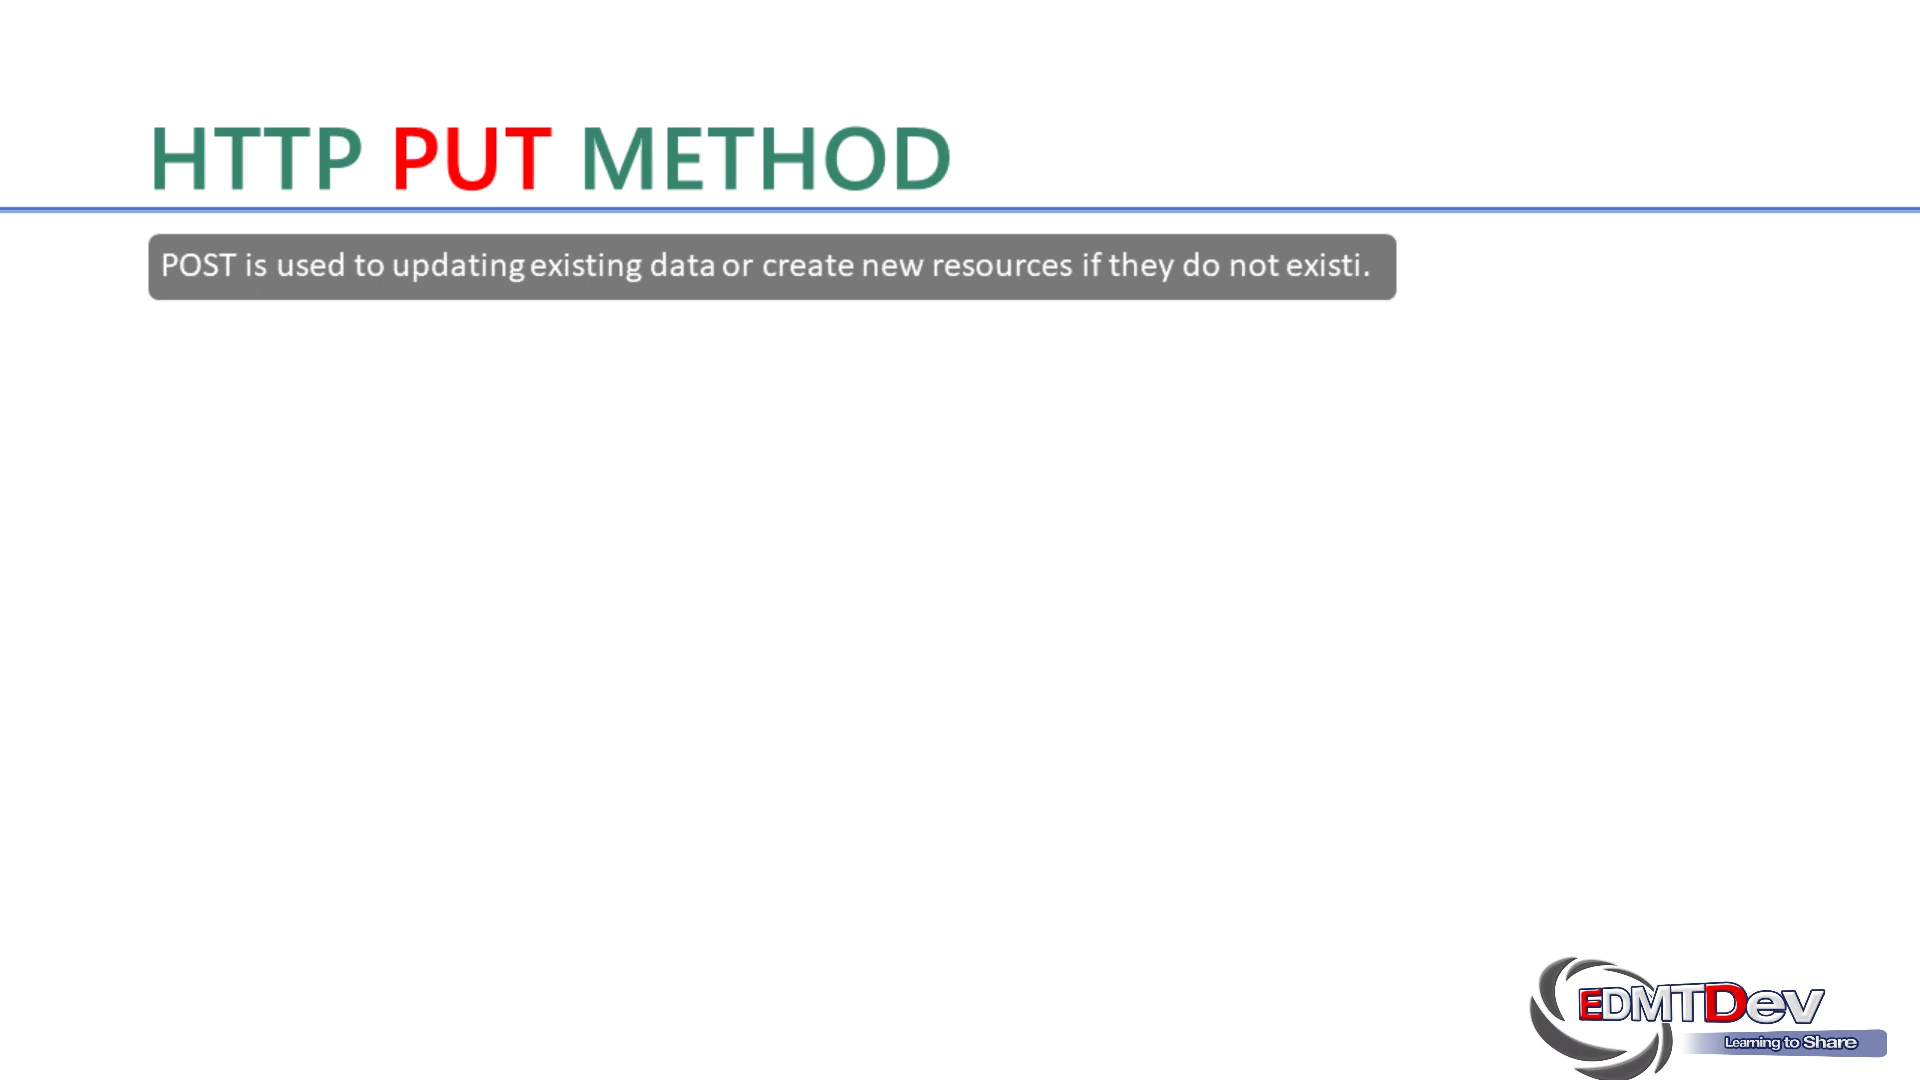 HTTP PUT METHOD
POST is used to updating existing data or create new resources if they do not existi.
EDMTDev
Learning to Share